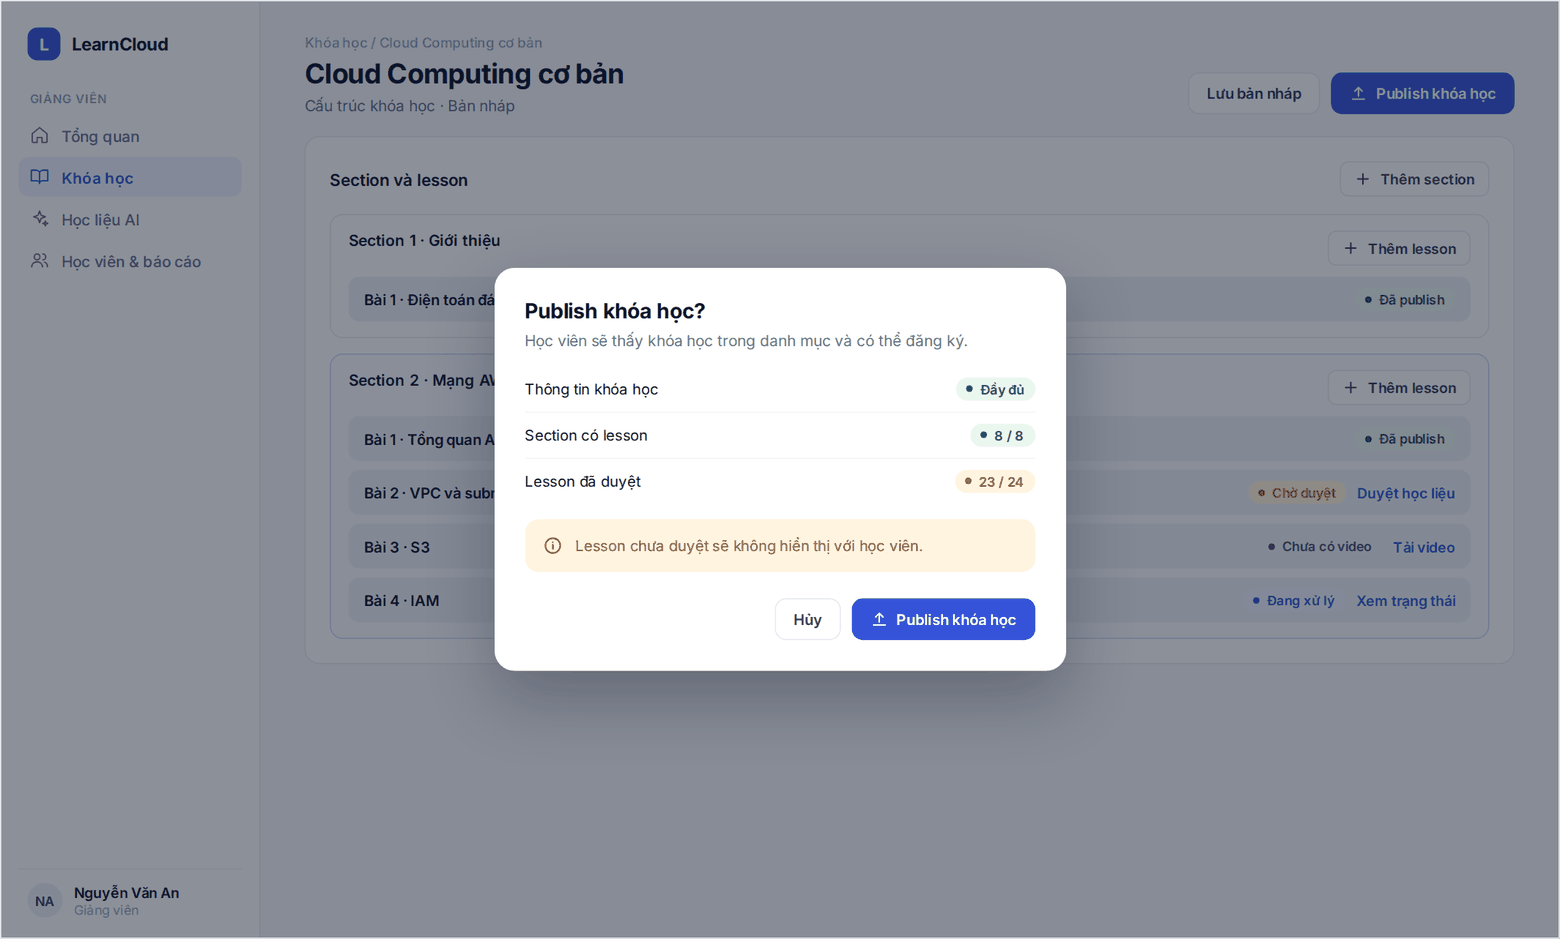 L LearnCloud
GIẢNG VIÊN
Tổng quan
Khóa học
Học liệu AI
Học viên & báo cáo
NA
Nguyễn Văn An
Giảng viên
Khóa học / Cloud Computing cơ bản
Cloud Computing cơ bản
Cấu trúc khóa học · Bản nháp
Lưu bản nháp
Publish khóa học
Section và lesson
+ Thêm section
Section 1 · Giới thiệu
+ Thêm lesson
Bài 1 · Điện toán
Đã publish
Section 2 · Mạng
+ Thêm lesson
Bài 1 · Tổng quan
Đã publish
Bài 2 · VPC và
Chờ duyệt
Duyệt học liệu
Bài 3 · S3
Chưa có video
Tải video
Bài 4 · IAM
Đang xử lý
Xem trạng thái
Publish khóa học?
Học viên sẽ thấy khóa học trong danh mục và có thể đăng ký.
Thông tin khóa học
Đầy đủ
Section có lesson
8 / 8
Lesson đã duyệt
23 / 24
Lesson chưa duyệt sẽ không hiển thị với học viên.
Hủy
Publish khóa học